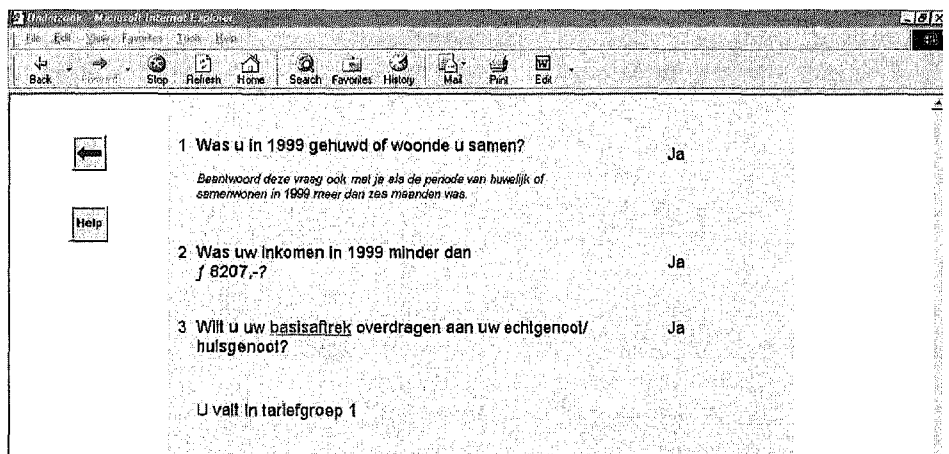 Onderzoek - Microsoft Internet Explorer
File Edit View Favorites Tools Help
Back Forward Stop Refresh Home Search Favorites History Mail Print Edit
1 Was u in 1999 gehuwd of woonde u samen? Ja
Beantwoord deze vraag ook met ja als de periode van huwelijk of
samenwonen in 1999 meer dan zes maanden was.
Help
2 Was uw inkomen in 1999 minder dan
ƒ 8207,-? Ja
3 Wilt u uw basisaftrek overdragen aan uw echtgenoot/
huisgenoot? Ja
U valt in tariefgroep 1